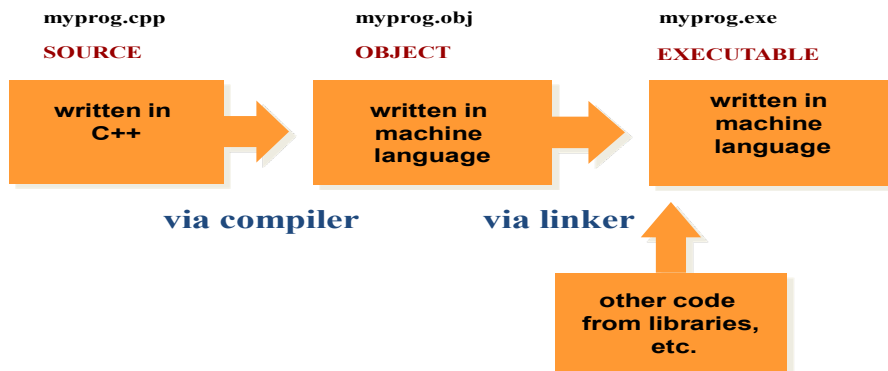 myprog.cpp
myprog.obj
myprog.exe
SOURCE
OBJECT
EXECUTABLE
written in
C++
written in
machine
language
written in
machine
language
via compiler
via linker
other code
from libraries,
etc.